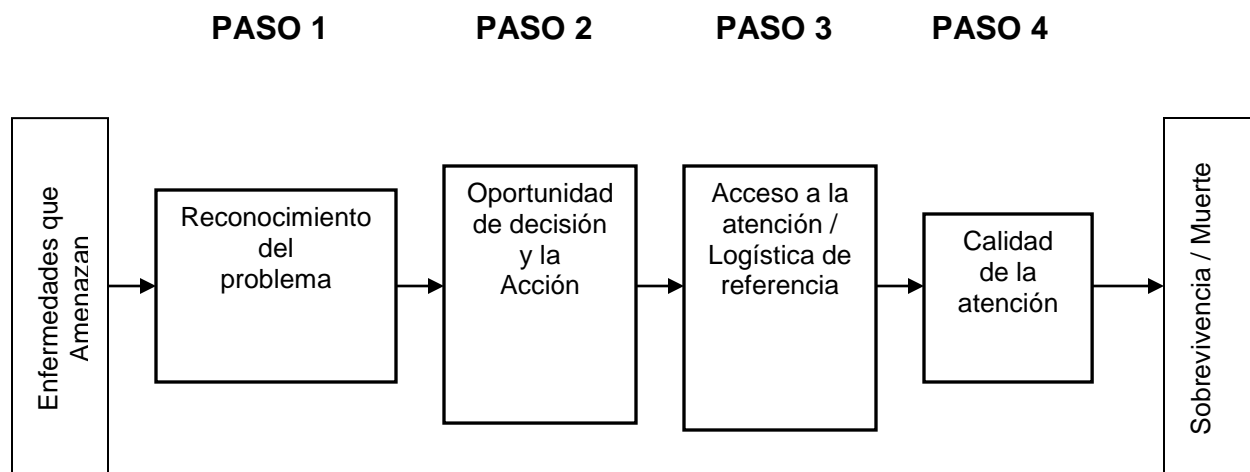 PASO 1 PASO 2 PASO 3 PASO 4
Enfermedades que
Amenazan
Reconocimiento
del
problema
Oportunidad
de decisión
y la
Acción
Acceso a la
atención /
Logística de
referencia
Calidad
de la
atención
Sobrevivencia / Muerte